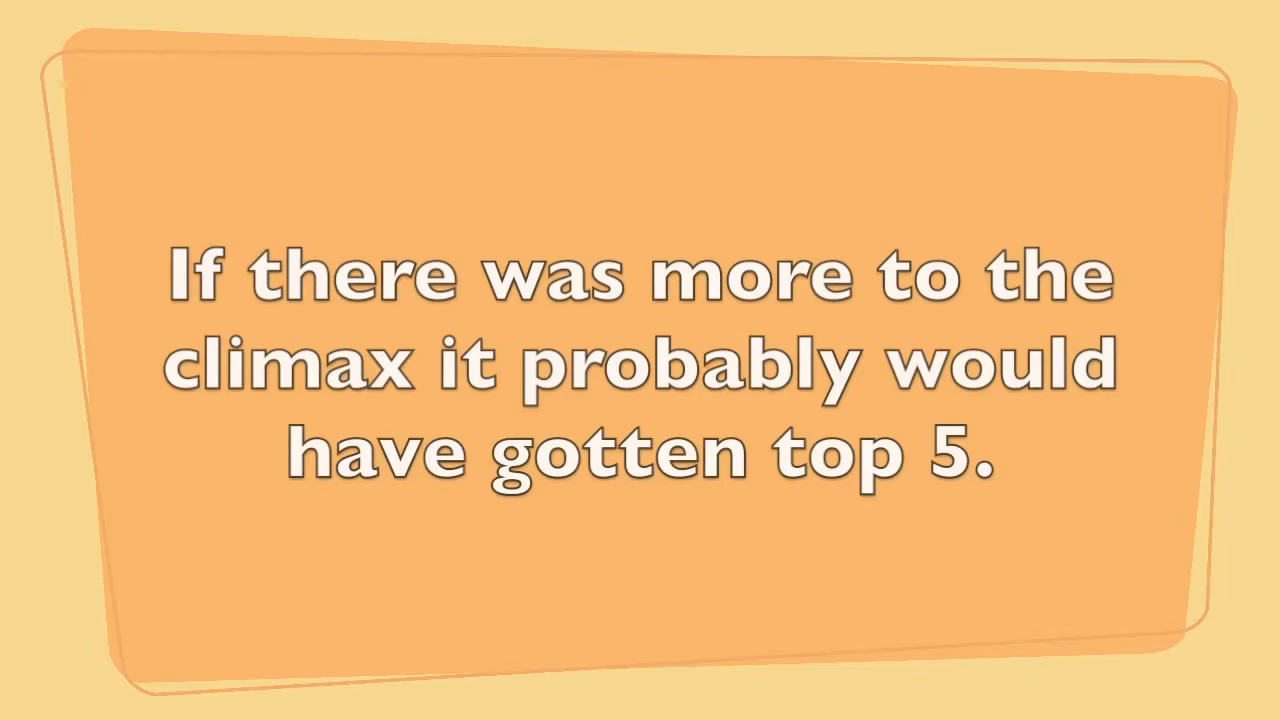 If there was more to the
climax it probably would
have gotten top 5.